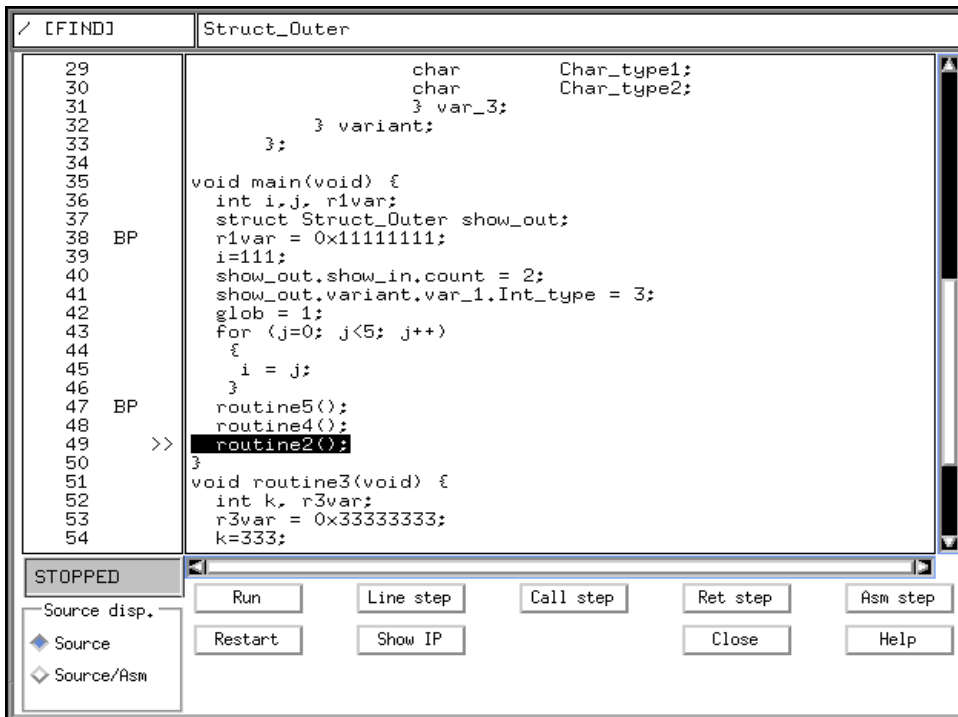 / [FIND] Struct_Outer
29 char Char_type1;
30 char Char_type2;
31 } var_3;
32 } variant;
33 };
34
35 void main(void) {
36 int i,j, r1var;
37 struct Struct_Outer show_out;
38 BP r1var = 0x11111111;
39 i=111;
40 show_out.show_in.count = 2;
41 show_out.variant.var_1.Int_type = 3;
42 glob = 1;
43 for (j=0; j<5; j++)
44 {
45 i = j;
46 }
47 BP routine5();
48 routine4();
49 >> routine2();
50 }
51 void routine3(void) {
52 int k, r3var;
53 r3var = 0x33333333;
54 k=333;
STOPPED
Run Line step Call step Ret step Asm step
Source disp.
Restart Show IP Close Help
Source
Source/Asm